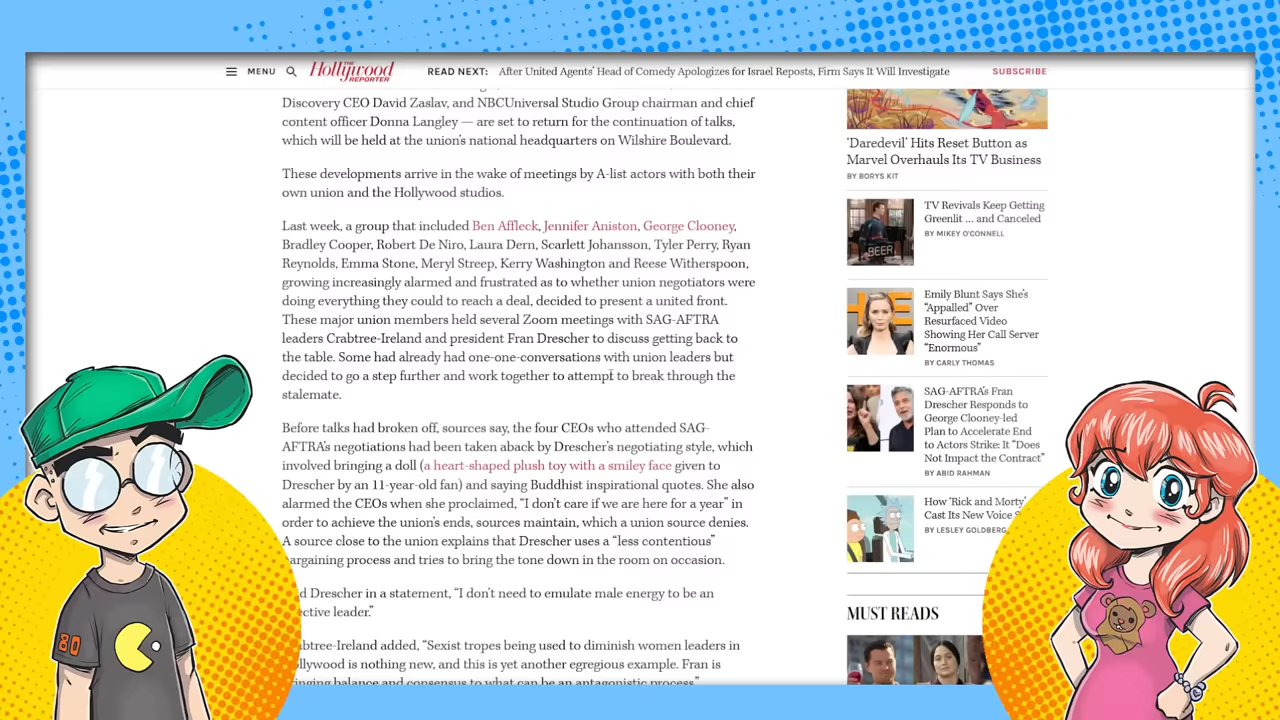 MENU
THE
Hollywood
REPORTER
READ NEXT: After United Agents' Head of Comedy Apologizes for Israel Reposts, Firm Says It Will Investigate
SUBSCRIBE
Discovery CEO David Zaslav, and NBCUniversal Studio Group chairman and chief
content officer Donna Langley — are set to return for the continuation of talks,
which will be held at the union's national headquarters on Wilshire Boulevard.
These developments arrive in the wake of meetings by A-list actors with both their
own union and the Hollywood studios.
Last week, a group that included Ben Affleck, Jennifer Aniston, George Clooney,
Bradley Cooper, Robert De Niro, Laura Dern, Scarlett Johansson, Tyler Perry, Ryan
Reynolds, Emma Stone, Meryl Streep, Kerry Washington and Reese Witherspoon,
growing increasingly alarmed and frustrated as to whether union negotiators were
doing everything they could to reach a deal, decided to present a united front.
These major union members held several Zoom meetings with SAG-AFTRA
leaders Crabtree-Ireland and president Fran Drescher to discuss getting back to
the table. Some had already had one-one-conversations with union leaders but
decided to go a step further and work together to attempt to break through the
stalemate.
Before talks had broken off, sources say, the four CEOs who attended SAG-
AFTRA's negotiations had been taken aback by Drescher's negotiating style, which
involved bringing a doll (a heart-shaped plush toy with a smiley face given to
Drescher by an 11-year-old fan) and saying Buddhist inspirational quotes. She also
alarmed the CEOs when she proclaimed, "I don't care if we are here for a year" in
order to achieve the union's ends, sources maintain, which a union source denies.
A source close to the union explains that Drescher uses a "less contentious"
bargaining process and tries to bring the tone down in the room on occasion.
Drescher in a statement, "I don't need to emulate male energy to be an
leader."
added, "Sexist tropes being used to diminish women leaders in
Hollywood is nothing new, and this is yet another egregious example. Fran is
balance and consensus to what can be an antagonistic process."
'Daredevil' Hits Reset Button as
Marvel Overhauls Its TV Business
BY BORYS KIT
BEER
TV Revivals Keep Getting
Greenlit ... and Canceled
BY MIKEY O'CONNELL
Emily Blunt Says She's
"Appalled" Over
Resurfaced Video
Showing Her Call Server
"Enormous"
BY CARLY THOMAS
SAG-AFTRA's Fran
Drescher Responds to
George Clooney-led
Plan to Accelerate End
to Actors Strike: It "Does
Not Impact the Contract"
BY ABID RAHMAN
How 'Rick and Morty'
Cast Its New Voice
BY LESLEY GOLDBERG
MUST READS
80